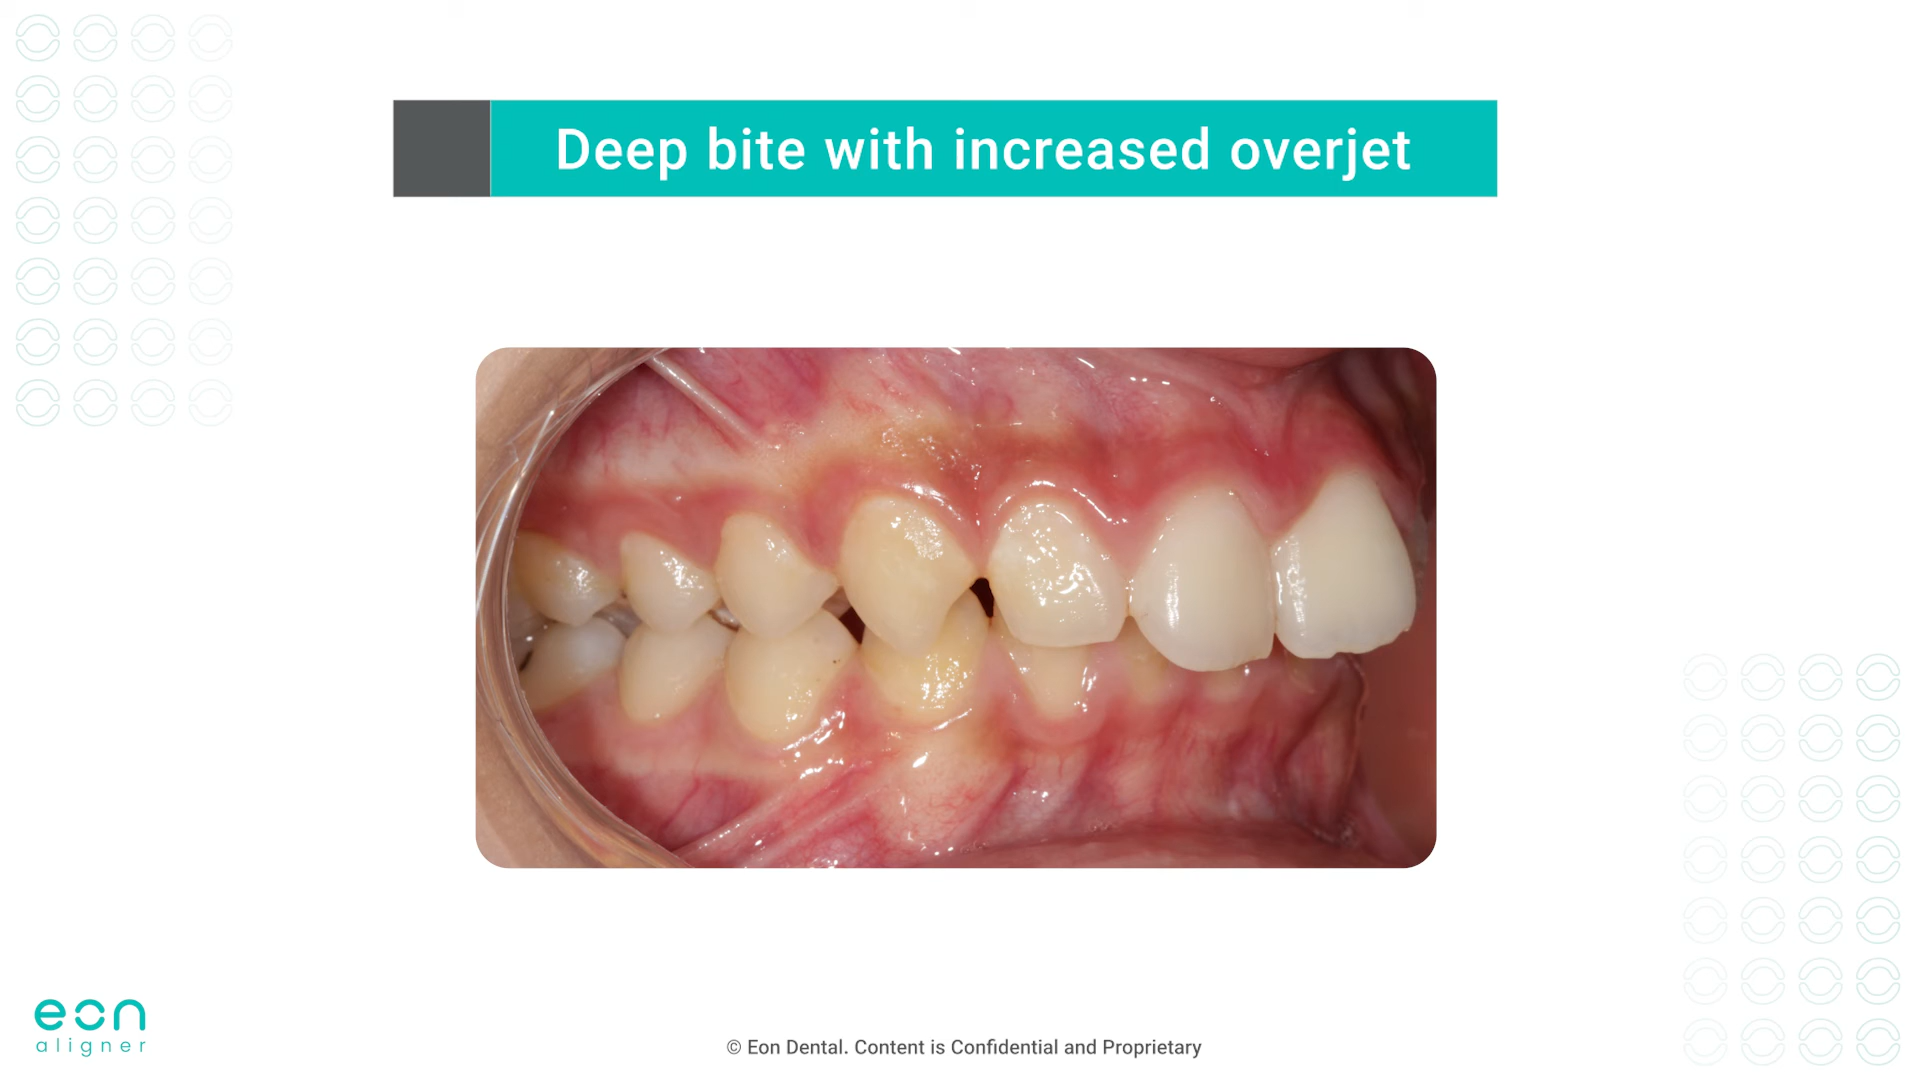 Deep bite with increased overjet
eon
aligner
© Eon Dental. Content is Confidential and Proprietary